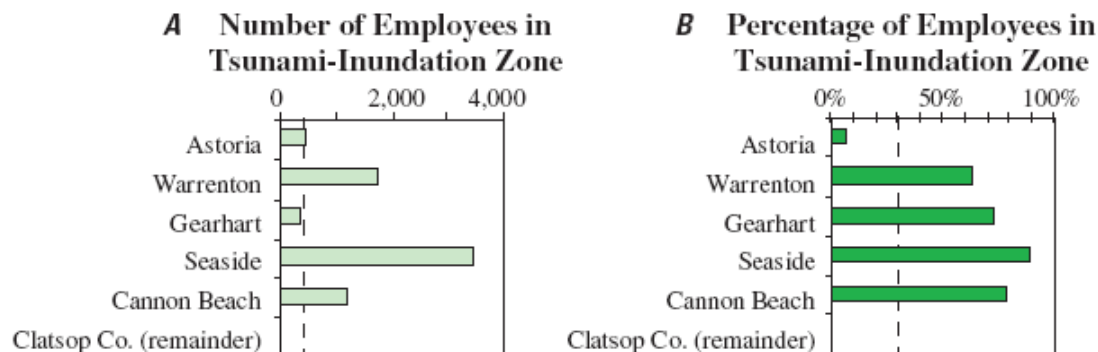 A Number of Employees in
Tsunami-Inundation Zone
0 2,000 4,000
Astoria
Warrenton
Gearhart
Seaside
Cannon Beach
Clatsop Co. (remainder)
B Percentage of Employees in
Tsunami-Inundation Zone
0% 50% 100%
Astoria
Warrenton
Gearhart
Seaside
Cannon Beach
Clatsop Co. (remainder)